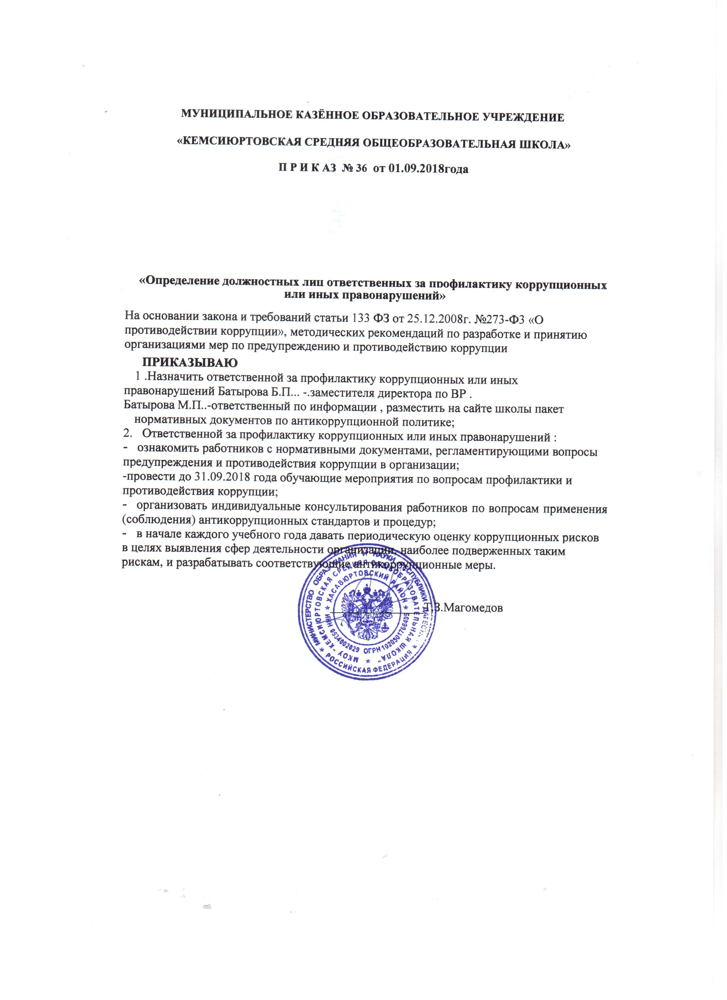 МУНИЦИПАЛЬНОЕ КАЗЁННОЕ ОБРАЗОВАТЕЛЬНОЕ УЧРЕЖДЕНИЕ
«КЕМСИЮРТОВСКАЯ СРЕДНЯЯ ОБЩЕОБРАЗОВАТЕЛЬНАЯ ШКОЛА»
П Р И К АЗ № 36 от 01.09.2018года
«Определение должностных лиц ответственных за профилактику коррупционных
или иных правонарушений»
На основании закона и требований статьи 133 ФЗ от 25.12.2008г. №273-ФЗ «О
противодействии коррупции», методических рекомендаций по разработке и принятию
организациями мер по предупреждению и противодействию коррупции
ПРИКАЗЫВАЮ
1 .Назначить ответственной за профилактику коррупционных или иных
правонарушений Батырова Б.П... -.заместителя директора по ВР .
Батырова М.П..-ответственный по информации , разместить на сайте школы пакет
нормативных документов по антикоррупционной политике;
2. Ответственной за профилактику коррупционных или иных правонарушений :
- ознакомить работников с нормативными документами, регламентирующими вопросы
предупреждения и противодействия коррупции в организации;
-провести до 31.09.2018 года обучающие мероприятия по вопросам профилактики и
противодействия коррупции;
- организовать индивидуальные консультирования работников по вопросам применения
(соблюдения) антикоррупционных стандартов и процедур;
- в начале каждого учебного года давать периодическую оценку коррупционных рисков
в целях выявления сфер деятельности организации, наиболее подверженных таким
рискам, и разрабатывать соответствующие антикоррупционные меры.
Т.З.Магомедов
МИНИСТЕРСТВО ОБРАЗОВАНИЯ И НАУКИ РЕСПУБЛИКИ
* РОССИЙСКАЯ ФЕДЕРАЦИЯ *
МКОУ "КЕМСИЮРТОВСКАЯ СРЕДНЯЯ ОБЩЕОБРАЗОВАТЕЛЬНАЯ ШКОЛА" *
* ХАСАВЮРТОВСКИЙ РАЙОН *
ИНН 0534002029 ОГРН 1020501766405